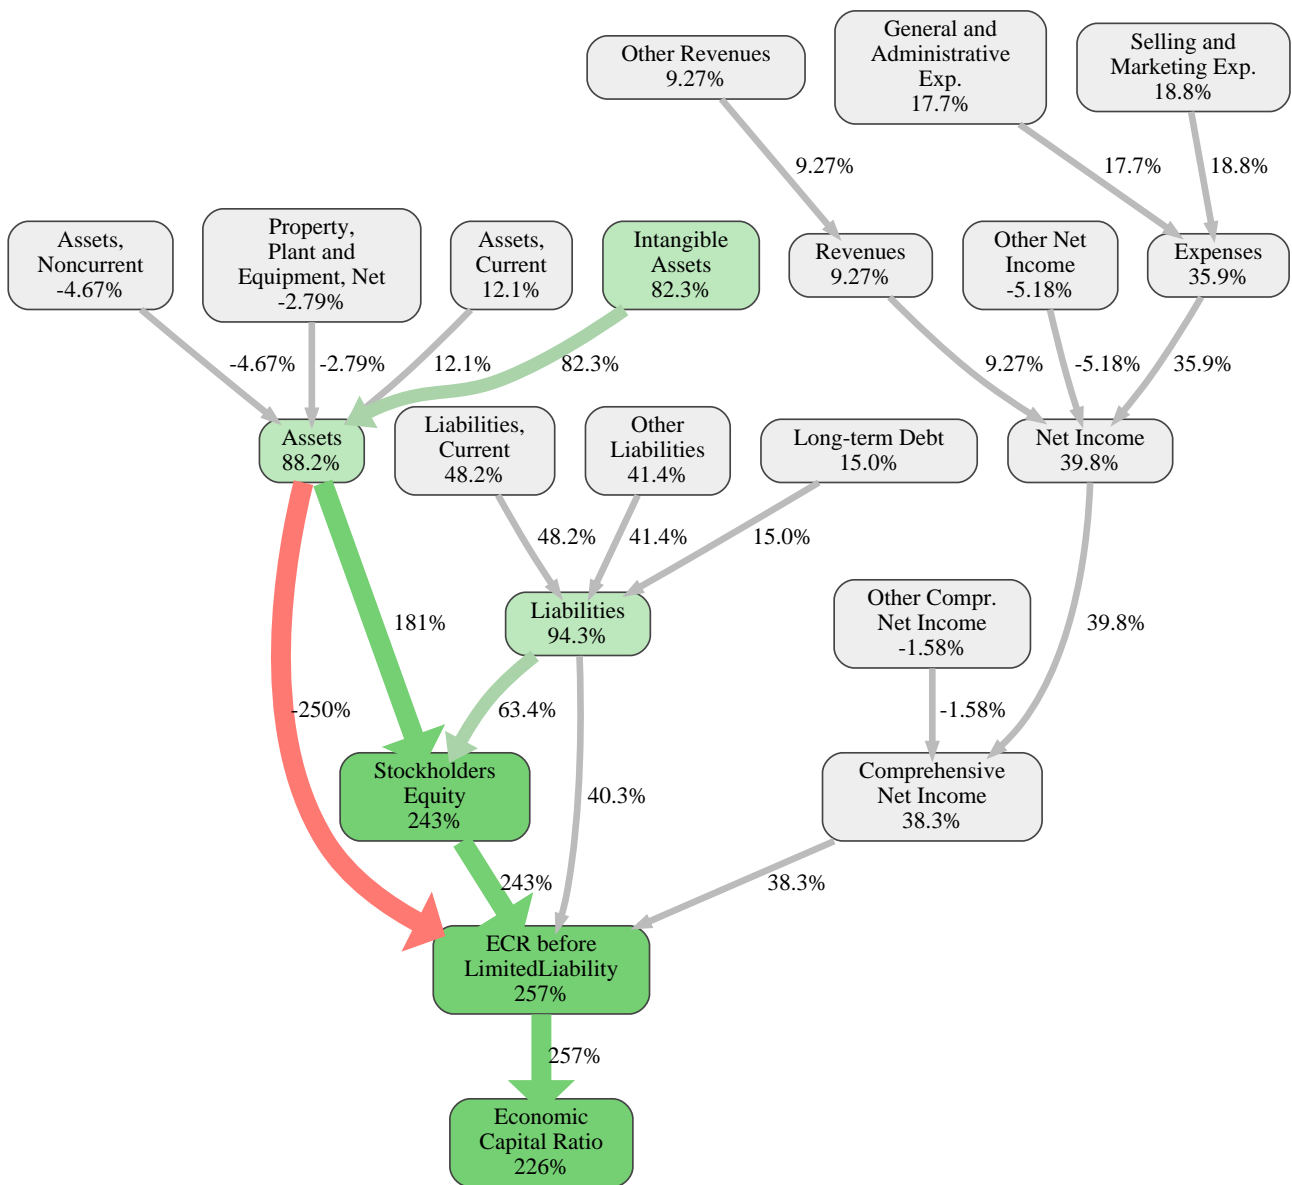 Other Revenues
9.27%
General and
Administrative
Exp.
17.7%
Selling and
Marketing Exp.
18.8%
9.27%
17.7%
18.8%
Assets,
Noncurrent
-4.67%
Property,
Plant and
Equipment, Net
-2.79%
Assets,
Current
12.1%
Intangible
Assets
82.3%
Revenues
9.27%
Other Net
Income
-5.18%
Expenses
35.9%
-4.67%
-2.79%
12.1%
82.3%
9.27%
-5.18%
35.9%
Assets
88.2%
Liabilities,
Current
48.2%
Other
Liabilities
41.4%
Long-term Debt
15.0%
Net Income
39.8%
48.2%
41.4%
15.0%
181%
Liabilities
94.3%
Other Compr.
Net Income
-1.58%
39.8%
-250%
63.4%
-1.58%
Stockholders
Equity
243%
40.3%
Comprehensive
Net Income
38.3%
243%
38.3%
ECR before
LimitedLiability
257%
257%
Economic
Capital Ratio
226%